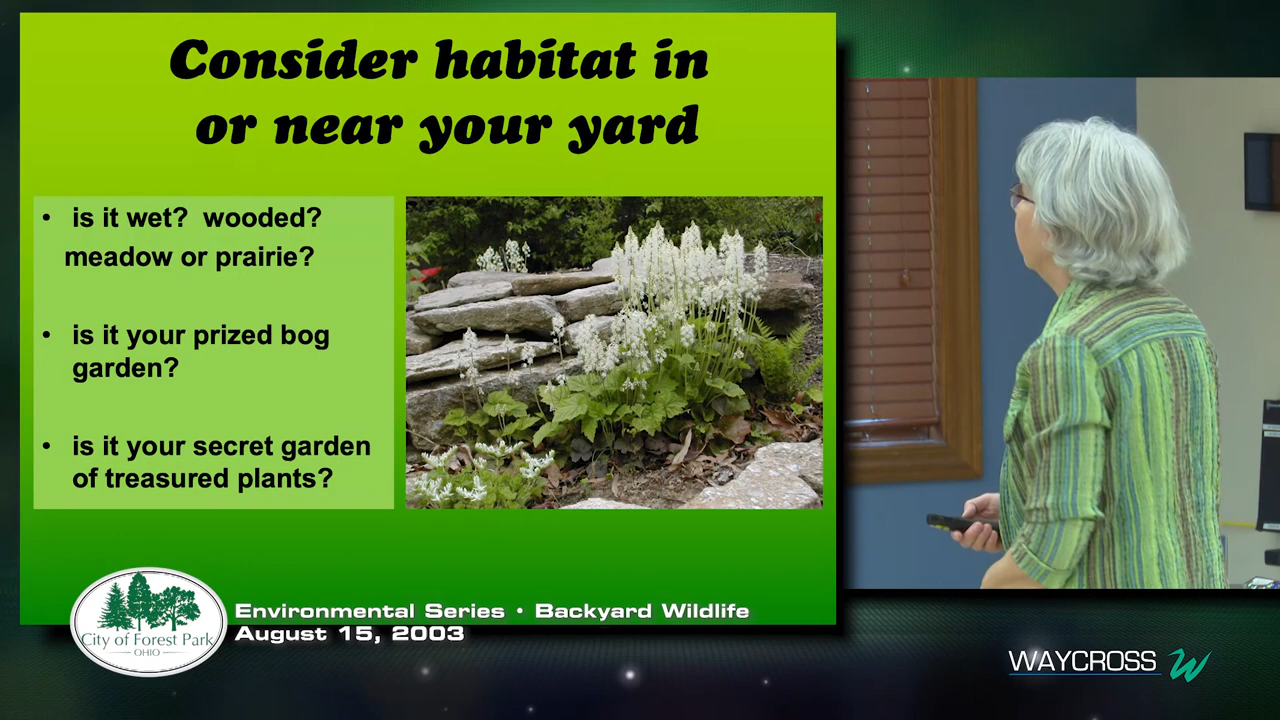 Consider habitat in
or near your yard
• is it wet? wooded?
meadow or prairie?
• is it your prized bog
garden?
• is it your secret garden
of treasured plants?
City of Forest Park
OHIO
Environmental Series • Backyard Wildlife
August 15, 2003
WAYCROSS W